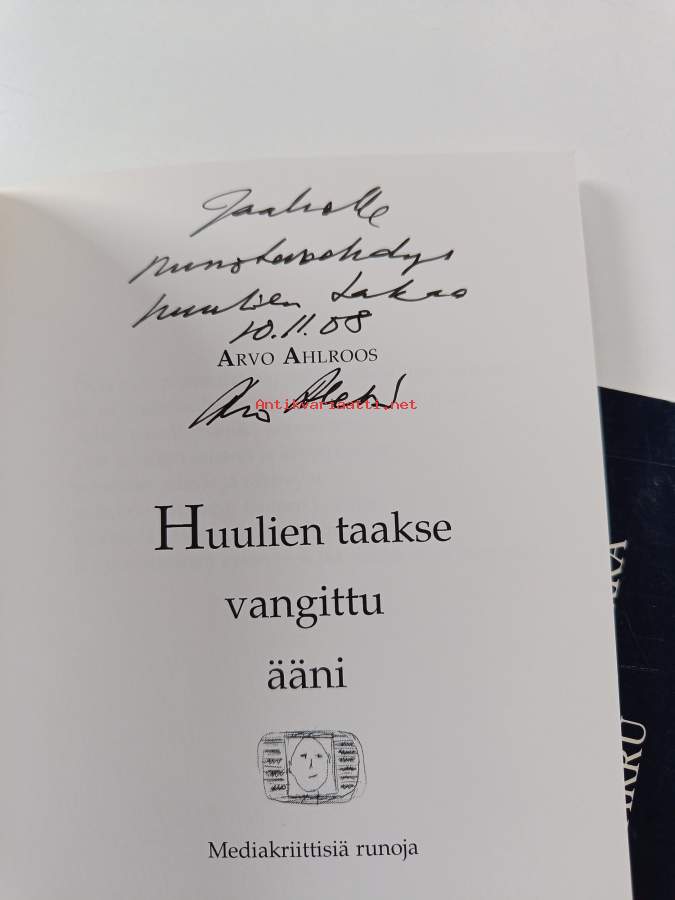 Jaakolle
runotervehdys
huulien takaa
10.11.08
ARVO AHLROOS
Antikvariaatti.net
Huulien taakse
vangittu
ääni
Mediakriittisiä runoja